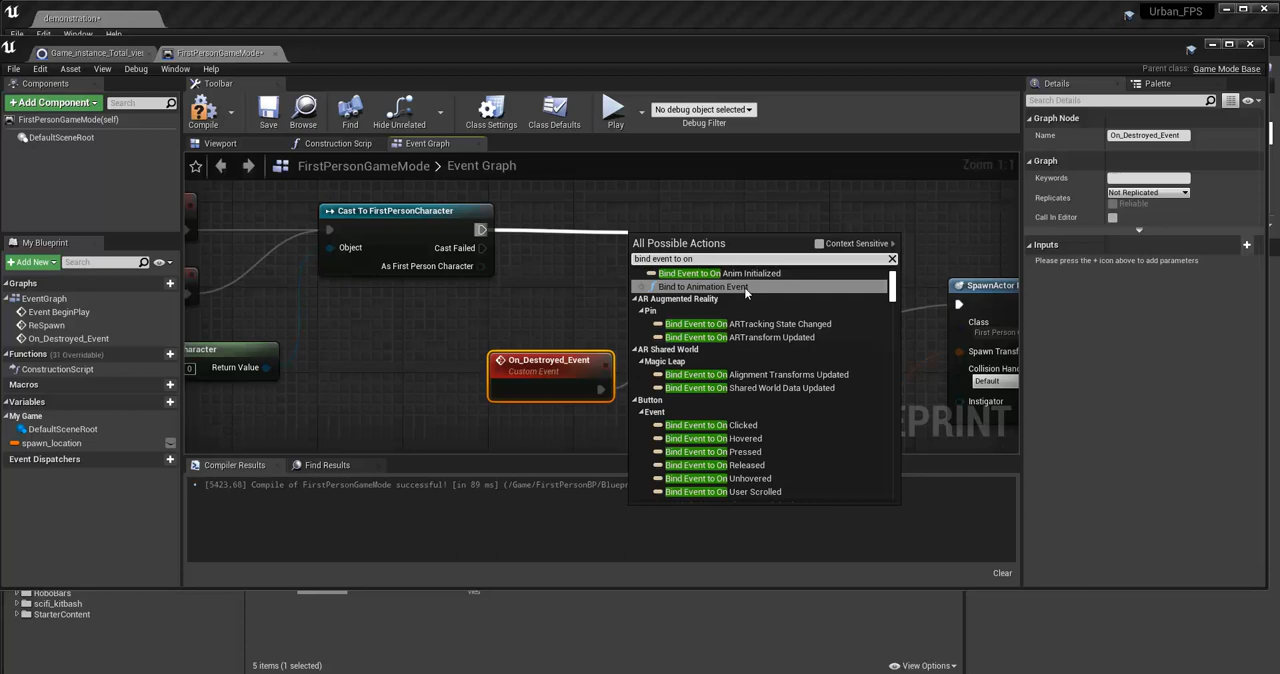 demonstration*
Urban_FPS
File Edit Window Help
Game_instance_Total_vie
FirstPersonGameMode*
File Edit Asset View Debug Window Help
Parent class: Game Mode Base
Components
+ Add Component
Search
FirstPersonGameMode(self)
DefaultSceneRoot
Toolbar
Compile
Save
Browse
Find
Hide Unrelated
Class Settings
Class Defaults
Play
No debug object selected
Debug Filter
Viewport
Construction Scrip
Event Graph
FirstPersonGameMode > Event Graph
Zoom 1:1
Cast To FirstPersonCharacter
Object
Cast Failed
As First Person Character
On_Destroyed_Event
Custom Event
aracter
0
Return Value
All Possible Actions
Context Sensitive
bind event to on
Bind Event to On Anim Initialized
Bind to Animation Event
AR Augmented Reality
Pin
Bind Event to On ARTracking State Changed
Bind Event to On ARTransform Updated
AR Shared World
Magic Leap
Bind Event to On Alignment Transforms Updated
Bind Event to On Shared World Data Updated
Button
Event
Bind Event to On Clicked
Bind Event to On Hovered
Bind Event to On Pressed
Bind Event to On Released
Bind Event to On Unhovered
Bind Event to On User Scrolled
SpawnActor
Class
First Person C
Spawn Transf
Collision Hand
Default
Instigator
EPRINT
My Blueprint
+ Add New
Search
Graphs
EventGraph
Event BeginPlay
ReSpawn
On_Destroyed_Event
Functions (31 Overridable)
ConstructionScript
Macros
Variables
My Game
DefaultSceneRoot
spawn_location
Event Dispatchers
Compiler Results
Find Results
[5423.68] Compile of FirstPersonGameMode successful! [in 89 ms] (/Game/FirstPersonBP/Bluepr
Clear
Details
Palette
Search Details
Graph Node
Name
On_Destroyed_Event
Graph
Keywords
Replicates
Not Replicated
Reliable
Call In Editor
Inputs
Please press the + icon above to add parameters
RoboBars
scifi_kitbash
StarterContent
5 items (1 selected)
View Options